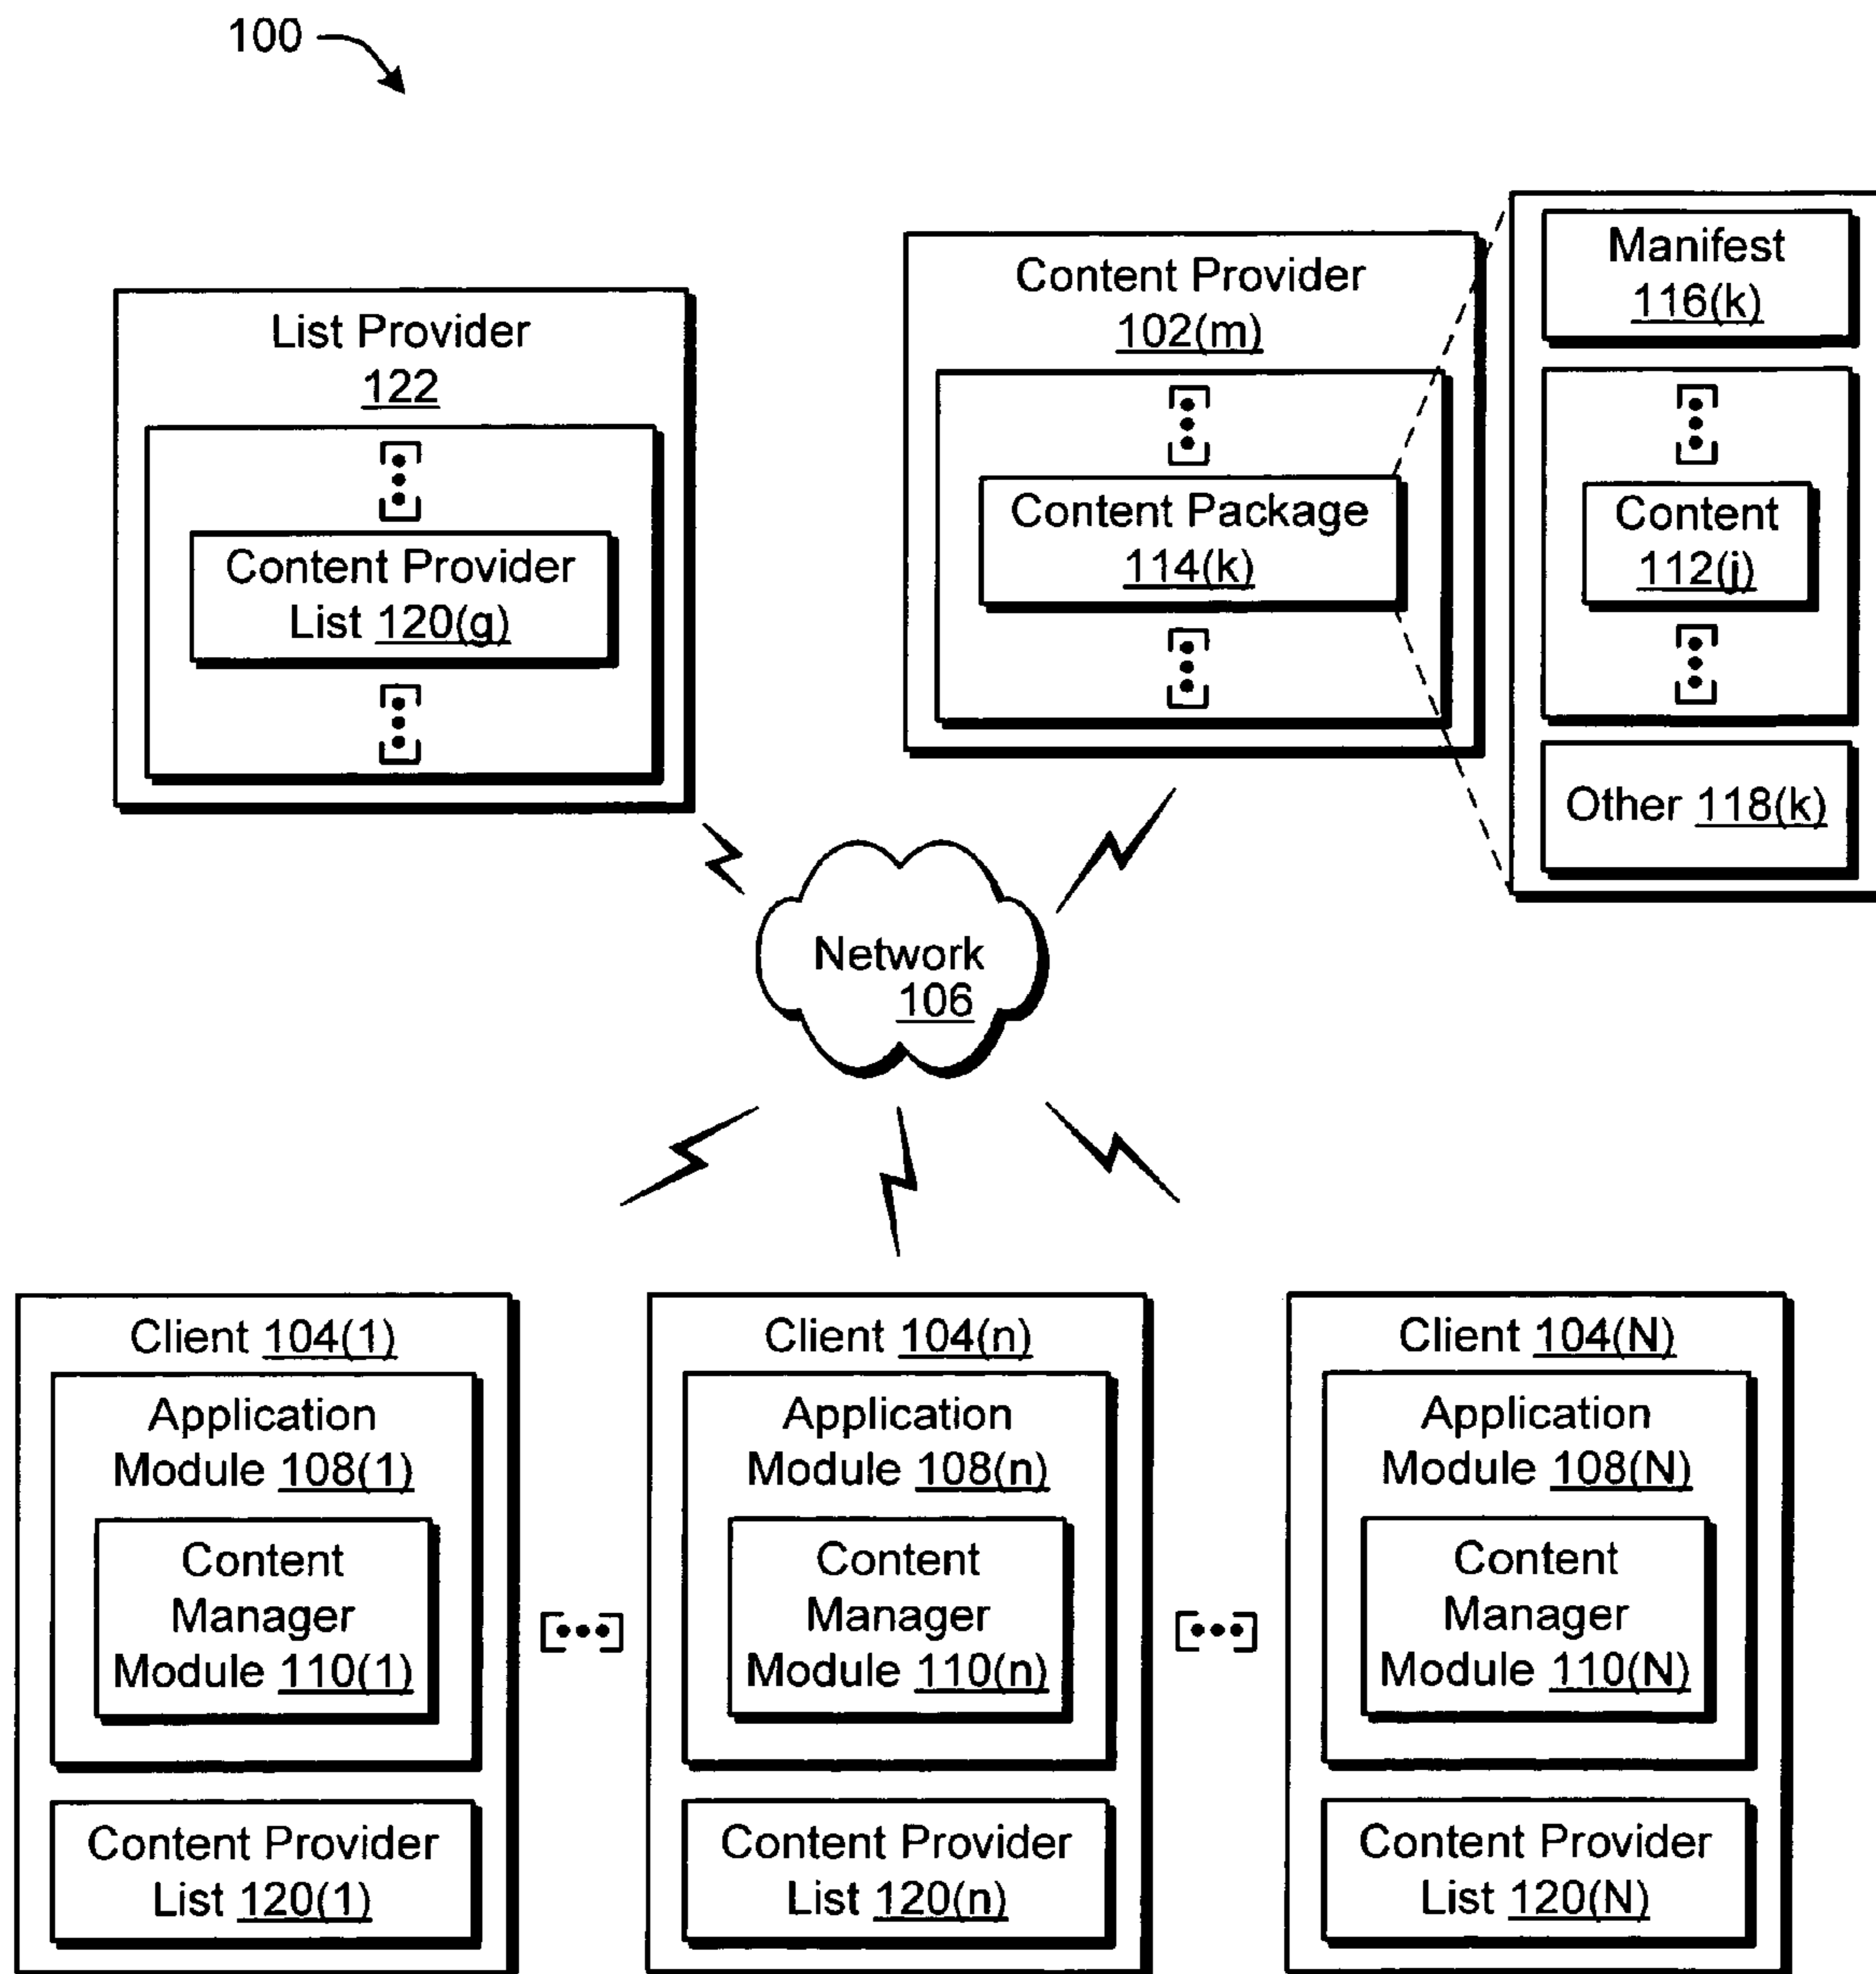 100
List Provider
122
Content Provider
List 120(g)
Content Provider
102(m)
Content Package
114(k)
Manifest
116(k)
Content
112(j)
Other 118(k)
Network
106
Client 104(1)
Application
Module 108(1)
Content
Manager
Module 110(1)
Content Provider
List 120(1)
Client 104(n)
Application
Module 108(n)
Content
Manager
Module 110(n)
Content Provider
List 120(n)
Client 104(N)
Application
Module 108(N)
Content
Manager
Module 110(N)
Content Provider
List 120(N)